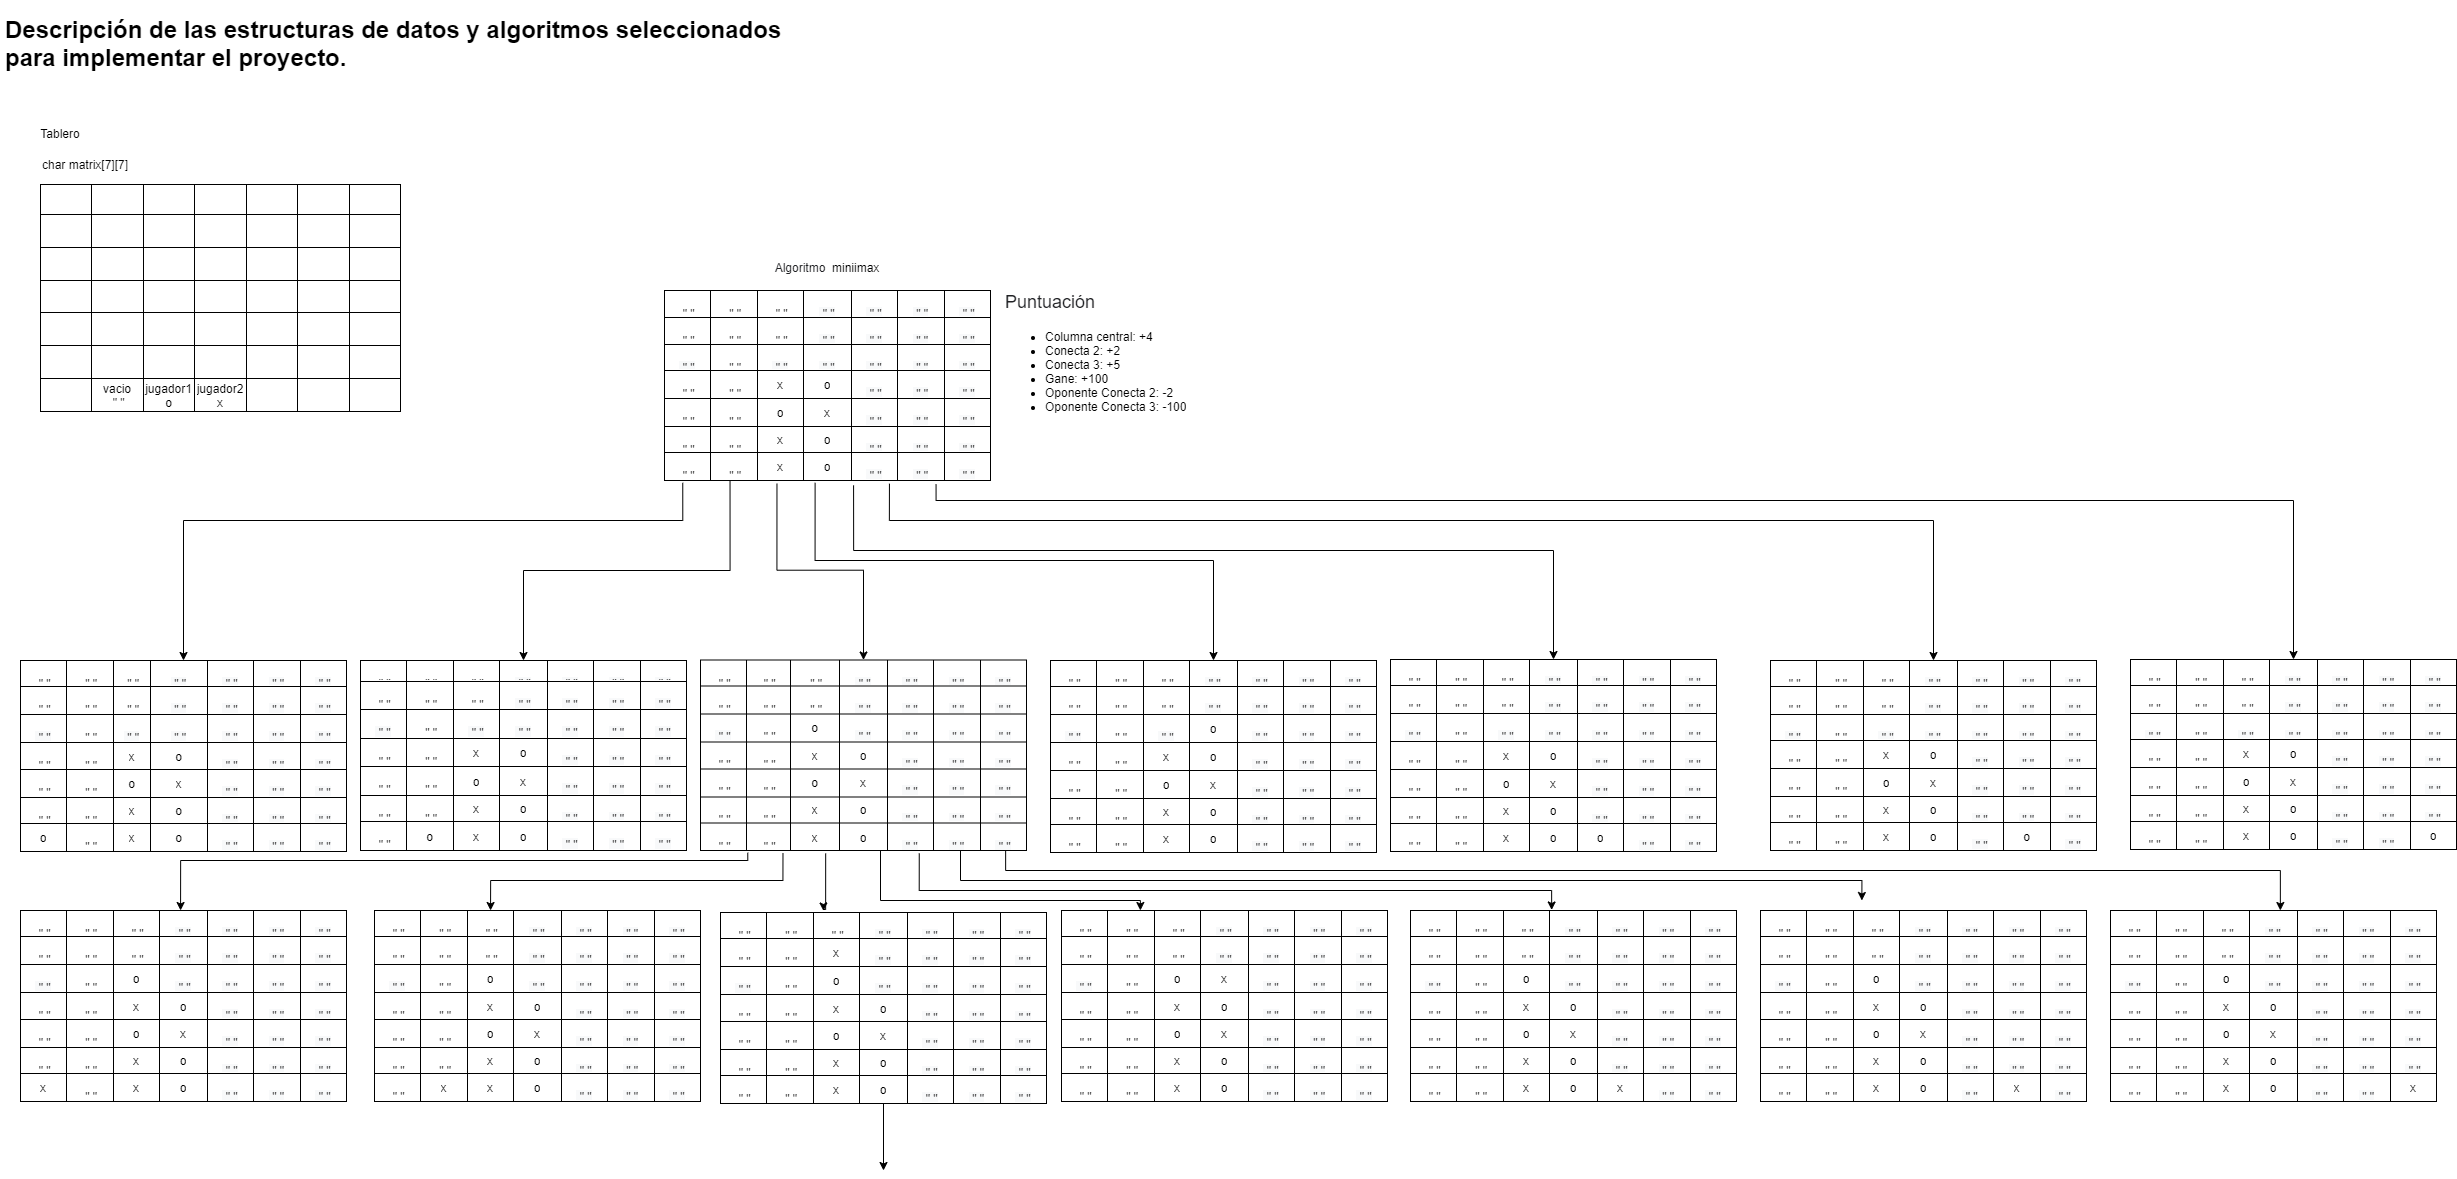 Descripción de las estructuras de datos y algoritmos seleccionados
para implementar el proyecto.
Tablero
char matrix[7][7]
vacio jugador1 jugador2
" " o x
Algoritmo miniimax
" " " " " " " " " " " " " "
" " " " " " " " " " " " " "
" " " " " " " " " " " " " "
" " " " x o " " " " " "
" " " " o x " " " " " "
" " " " x o " " " " " "
" " " " x o " " " " " "
Puntuación
Columna central: +4
Conecta 2: +2
Conecta 3: +5
Gane: +100
Oponente Conecta 2: -2
Oponente Conecta 3: -100
" " " " " " " " " " " " " "
" " " " " " " " " " " " " "
" " " " " " " " " " " " " "
" " " " x o " " " " " "
" " " " o x " " " " " "
" " " " x o " " " " " "
o " " x o " " " " " "
" " " " " " " " " " " " " "
" " " " " " " " " " " " " "
" " " " " " " " " " " " " "
" " " " x o " " " " " "
" " " " o x " " " " " "
" " " " x o " " " " " "
" " o x o " " " " " "
" " " " " " " " " " " " " "
" " " " " " " " " " " " " "
" " " " o " " " " " " " "
" " " " x o " " " " " "
" " " " o x " " " " " "
" " " " x o " " " " " "
" " " " x o " " " " " "
" " " " " " " " " " " " " "
" " " " " " " " " " " " " "
" " " " " " o " " " " " "
" " " " x o " " " " " "
" " " " o x " " " " " "
" " " " x o " " " " " "
" " " " x o " " " " " "
" " " " " " " " " " " " " "
" " " " " " " " " " " " " "
" " " " " " " " " " " " " "
" " " " x o " " " " " "
" " " " o x " " " " " "
" " " " x o " " " " " "
" " " " x o o " " " "
" " " " " " " " " " " " " "
" " " " " " " " " " " " " "
" " " " " " " " " " " " " "
" " " " x o " " " " " "
" " " " o x " " " " " "
" " " " x o " " " " " "
" " " " x o " " o " "
" " " " " " " " " " " " " "
" " " " " " " " " " " " " "
" " " " " " " " " " " " " "
" " " " x o " " " " " "
" " " " o x " " " " " "
" " " " x o " " " " " "
" " " " x o " " " " o
" " " " " " " " " " " " " "
" " " " " " " " " " " " " "
" " " " o " " " " " " " "
" " " " x o " " " " " "
" " " " o x " " " " " "
" " " " x o " " " " " "
x " " x o " " " " " "
" " " " " " " " " " " " " "
" " " " " " " " " " " " " "
" " " " o " " " " " " " "
" " " " x o " " " " " "
" " " " o x " " " " " "
" " " " x o " " " " " "
" " x x o " " " " " "
" " " " " " " " " " " " " "
" " " " x " " " " " " " "
" " " " o " " " " " " " "
" " " " x o " " " " " "
" " " " o x " " " " " "
" " " " x o " " " " " "
" " " " x o " " " " " "
" " " " " " " " " " " " " "
" " " " " " " " " " " " " "
" " " " o x " " " " " "
" " " " x o " " " " " "
" " " " o x " " " " " "
" " " " x o " " " " " "
" " " " x o " " " " " "
" " " " " " " " " " " " " "
" " " " " " " " " " " " " "
" " " " o " " " " " " " "
" " " " x o " " " " " "
" " " " o x " " " " " "
" " " " x o " " " " " "
" " " " x o x " " " "
" " " " " " " " " " " " " "
" " " " " " " " " " " " " "
" " " " o " " " " " " " "
" " " " x o " " " " " "
" " " " o x " " " " " "
" " " " x o " " " " " "
" " " " x o " " x " "
" " " " " " " " " " " " " "
" " " " " " " " " " " " " "
" " " " o " " " " " " " "
" " " " x o " " " " " "
" " " " o x " " " " " "
" " " " x o " " " " " "
" " " " x o " " " " x